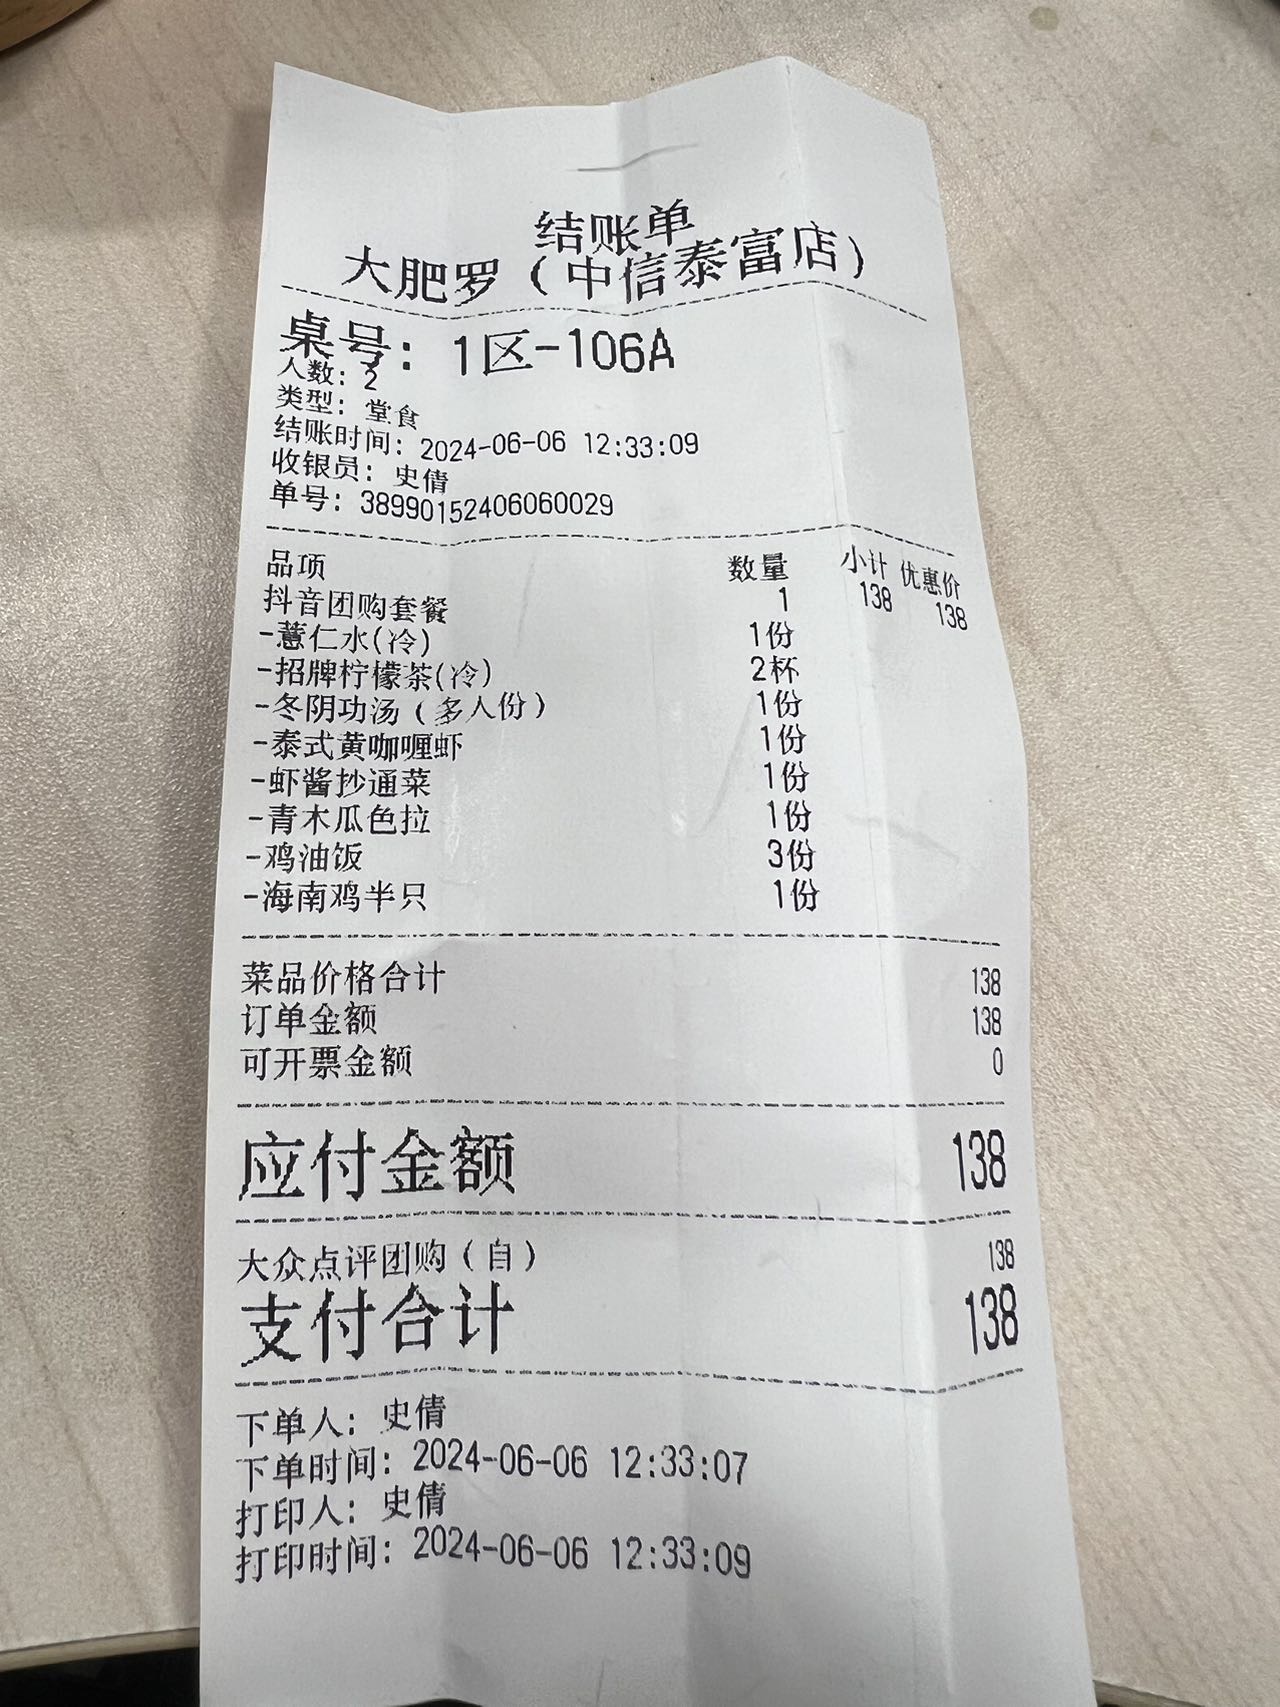 结账单
大肥罗（中信泰富店）
桌号：1区-106A
人数：2
类型：堂食
结账时间：2024-06-06 12:33:09
收银员：史倩
单号：38990152406060029
品项 数量 小计 优惠价
抖音团购套餐 1 138 138
-薏仁水(冷) 1份
-招牌柠檬茶(冷) 2杯
-冬阴功汤（多人份） 1份
-泰式黄咖喱虾 1份
-虾酱抄通菜 1份
-青木瓜色拉 1份
-鸡油饭 3份
-海南鸡半只 1份
菜品价格合计 138
订单金额 138
可开票金额 0
应付金额 138
大众点评团购（自） 138
支付合计 138
下单人：史倩
下单时间：2024-06-06 12:33:07
打印人：史倩
打印时间：2024-06-06 12:33:09